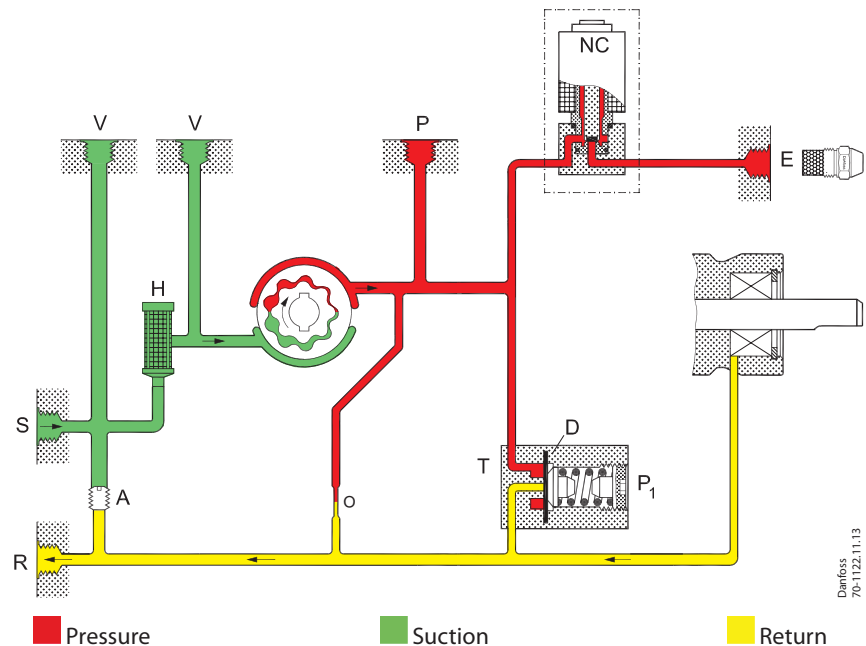 NC
V
V
P
E
H
S
D
T
P1
A
O
R
Danfoss
70-1122.11.13
Pressure
Suction
Return